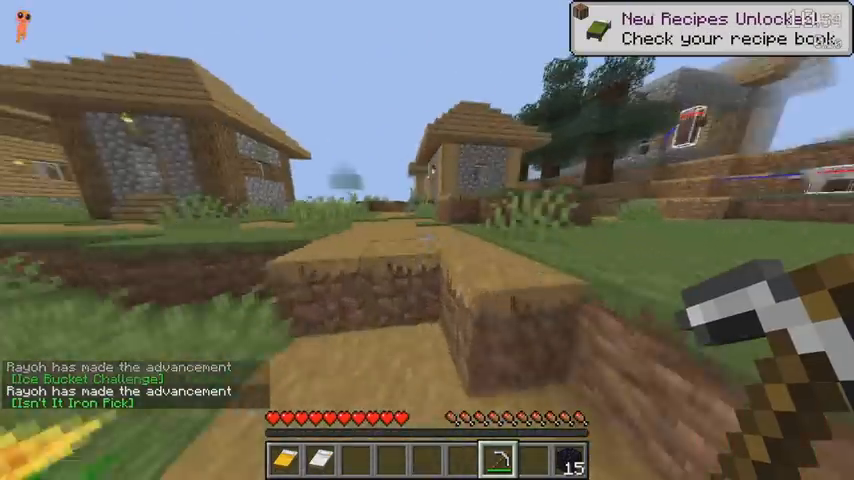 New Recipes Unlocked!
Check your recipe book
Rayoh has made the advancement
[Ice Bucket Challenge]
Rayoh has made the advancement
[Isn't It Iron Pick]
15